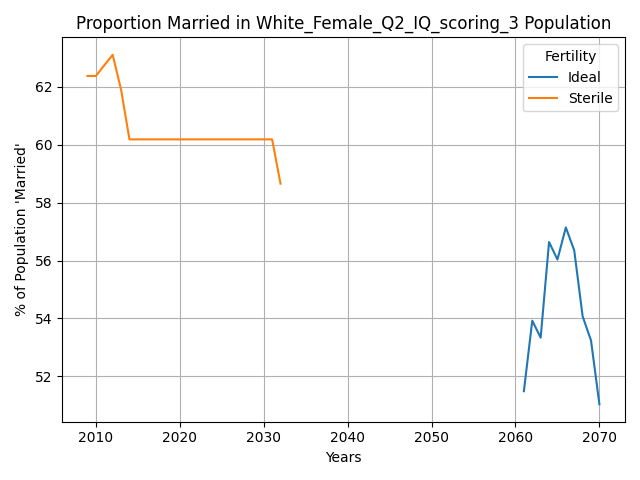 Proportion Married in White_Female_Q2_IQ_scoring_3 Population
Fertility
Ideal
Sterile
% of Population 'Married'
62
60
58
56
54
52
2010 2020 2030 2040 2050 2060 2070
Years